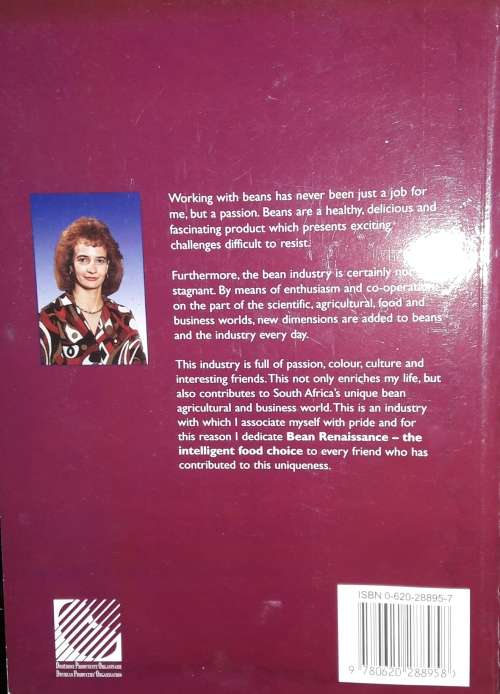 Working with beans has never been just a job for
me, but a passion. Beans are a healthy, delicious and
fascinating product which presents exciting
challenges difficult to resist.
Furthermore, the bean industry is certainly not
stagnant. By means of enthusiasm and co-operation
on the part of the scientific, agricultural, food and
business worlds, new dimensions are added to beans
and the industry every day.
This industry is full of passion, colour, culture and
interesting friends. This not only enriches my life, but
also contributes to South Africa's unique bean
agricultural and business world. This is an industry
with which I associate myself with pride and for
this reason I dedicate Bean Renaissance – the
intelligent food choice to every friend who has
contributed to this uniqueness.
DROËBONE PRODUSENTE ORGANISASIE
DRYBEAN PRODUCERS' ORGANISATION
ISBN 0-620-28895-7
9 780620 288958